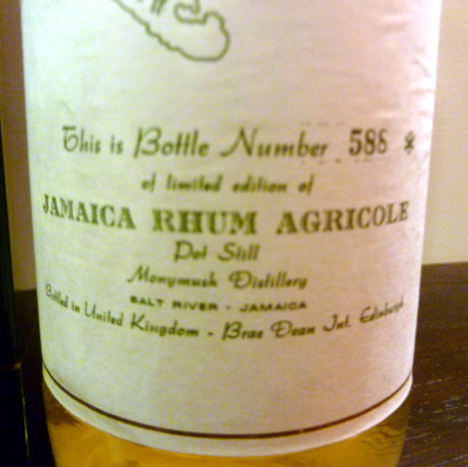 This is Bottle Number 586 *
of limited edition of
JAMAICA RHUM AGRICOLE
Pot Still
Monymusk Distillery
SALT RIVER - JAMAICA
Bottled in United Kingdom - Brae Dean Int. Edinburgh